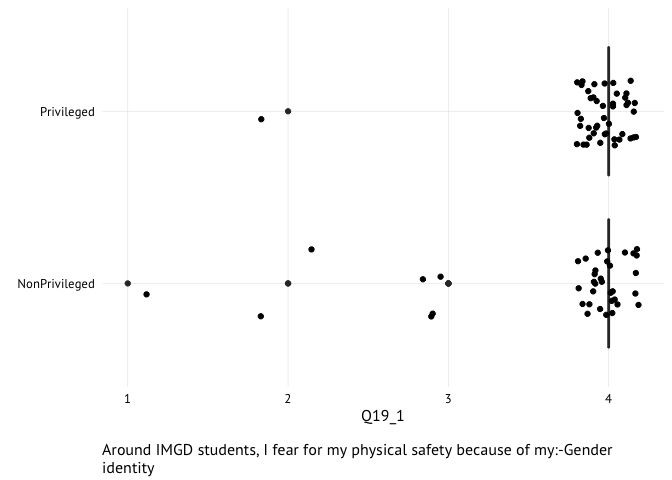 Privileged
NonPrivileged
1 2 3 4
Q19_1
Around IMGD students, I fear for my physical safety because of my:-Gender
identity